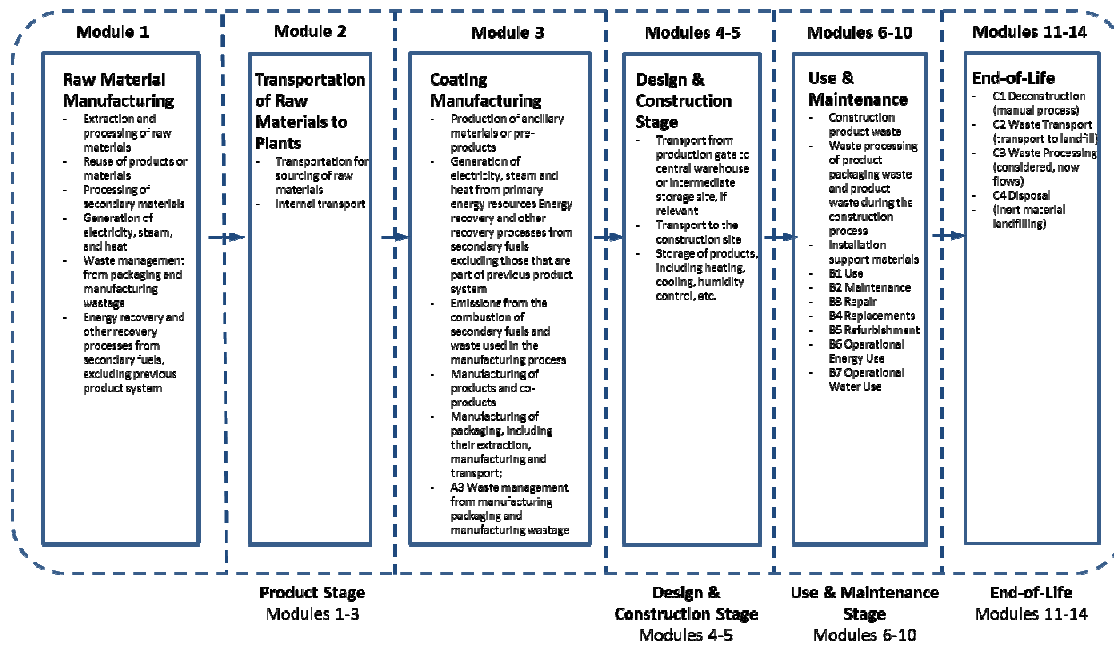 Module 1
Raw Material
Manufacturing
- Extraction and
processing of raw
materials
- Reuse of products or
materials
- Processing of
secondary materials
- Generation of
electricity, steam,
and heat
- Waste management
from packaging and
manufacturing
wastage
- Energy recovery and
other recovery
processes from
secondary fuels,
excluding previous
product system
Module 2
Transportation
of Raw
Materials to
Plants
- Transportation for
sourcing of raw
materials
- Internal transport
Module 3
Coating
Manufacturing
- Production of ancillary
materials or pre-
products
- Generation of
electricity, steam and
heat from primary
energy resources Energy
recovery and other
recovery processes from
secondary fuels
excluding those that are
part of previous product
system
- Emissions from the
combustion of
secondary fuels and
waste used in the
manufacturing process
- Manufacturing of
products and co-
products
- Manufacturing of
packaging, including
their extraction,
manufacturing and
transport;
- A3 Waste management
from manufacturing
packaging and
manufacturing wastage
Modules 4-5
Design &
Construction
Stage
- Transport from
production gate to
central warehouse
or intermediate
storage site, if
relevant
- Transport to the
construction site
- Storage of products,
including heating,
cooling, humidity
control, etc.
Modules 6-10
Use &
Maintenance
- Construction
product waste
- Waste processing
of product
packaging waste
and product
waste during the
construction
process
- Installation
support materials
- B1 Use
- B2 Maintenance
- B3 Repair
- B4 Replacements
- B5 Refurbishment
- B6 Operational
Energy Use
- B7 Operational
Water Use
Modules 11-14
End-of-Life
- C1 Deconstruction
(manual process)
- C2 Waste Transport
(transport to landfill)
- C3 Waste Processing
(considered, now
flows)
- C4 Disposal
- (inert material
landfilling)
Product Stage
Modules 1-3
Design &
Construction Stage
Modules 4-5
Use & Maintenance
Stage
Modules 6-10
End-of-Life
Modules 11-14